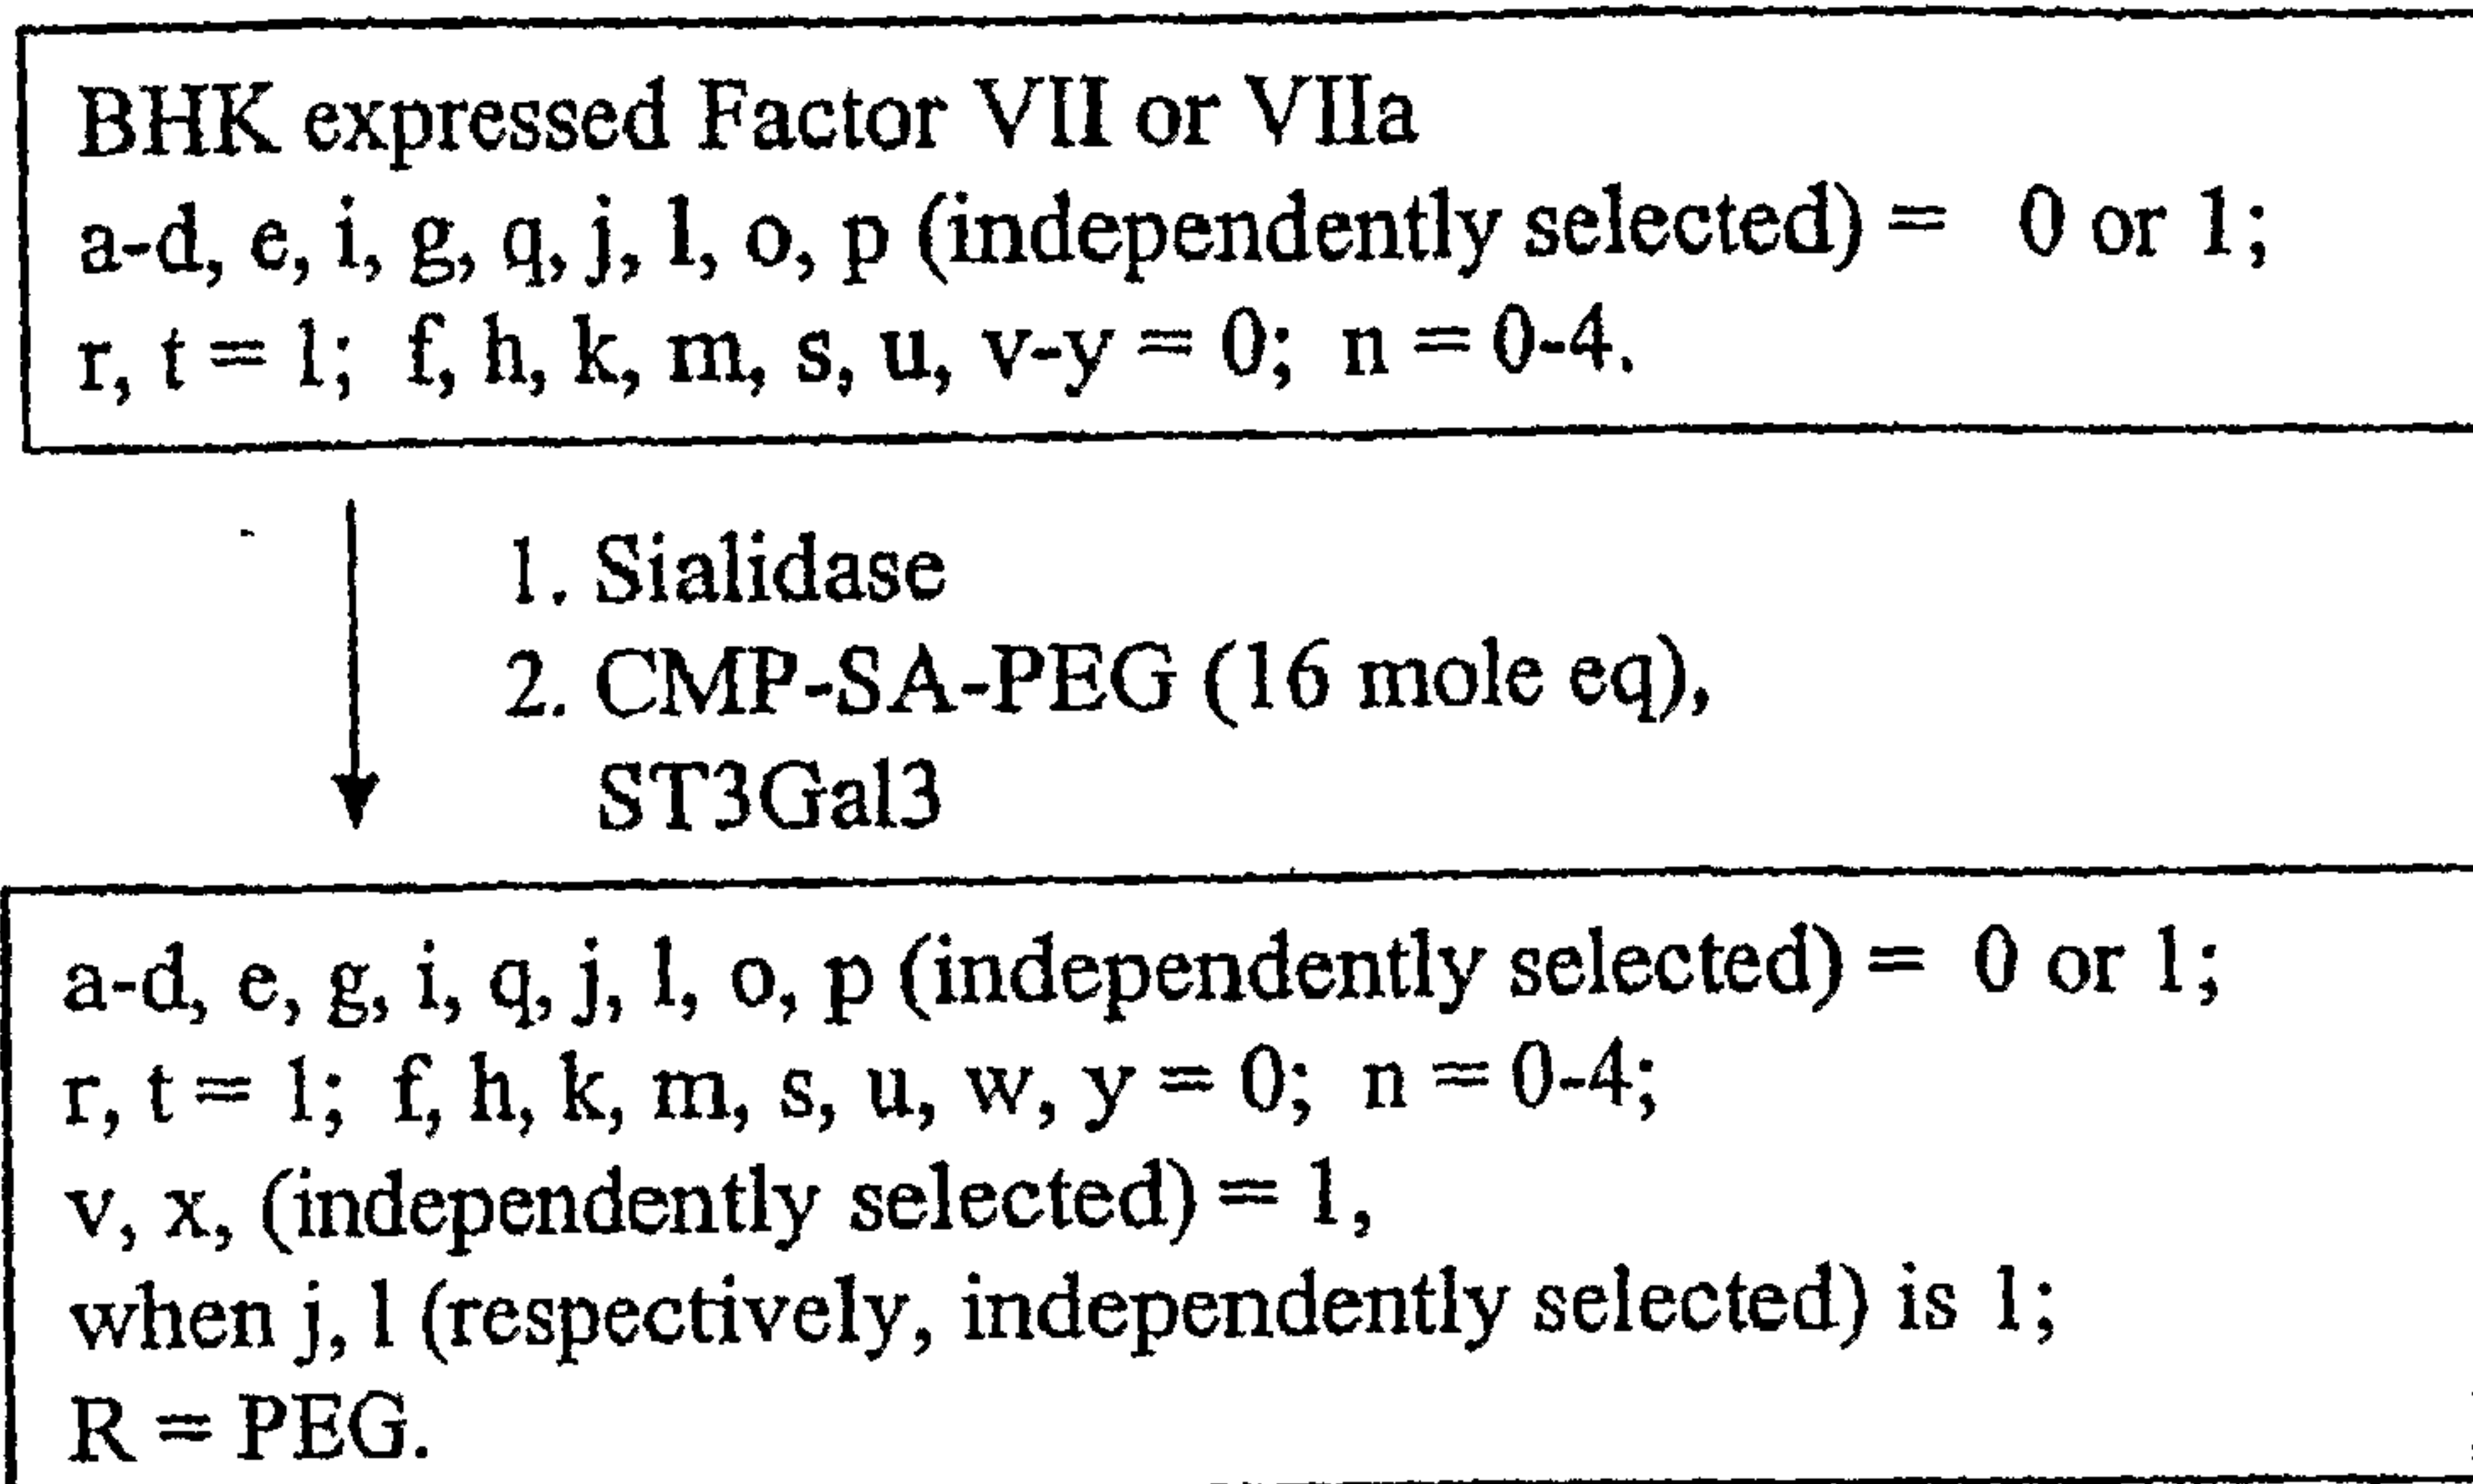 BHK expressed Factor VII or VIIa
a-d, e, i, g, q, j, l, o, p (independently selected) = 0 or 1;
r, t = 1; f, h, k, m, s, u, v-y = 0; n = 0-4.
1. Sialidase
2. CMP-SA-PEG (16 mole eq),
ST3Gal3
a-d, e, g, i, q, j, l, o, p (independently selected) = 0 or 1;
r, t = 1; f, h, k, m, s, u, w, y = 0; n = 0-4;
v, x, (independently selected) = 1,
when j, l (respectively, independently selected) is 1;
R = PEG.